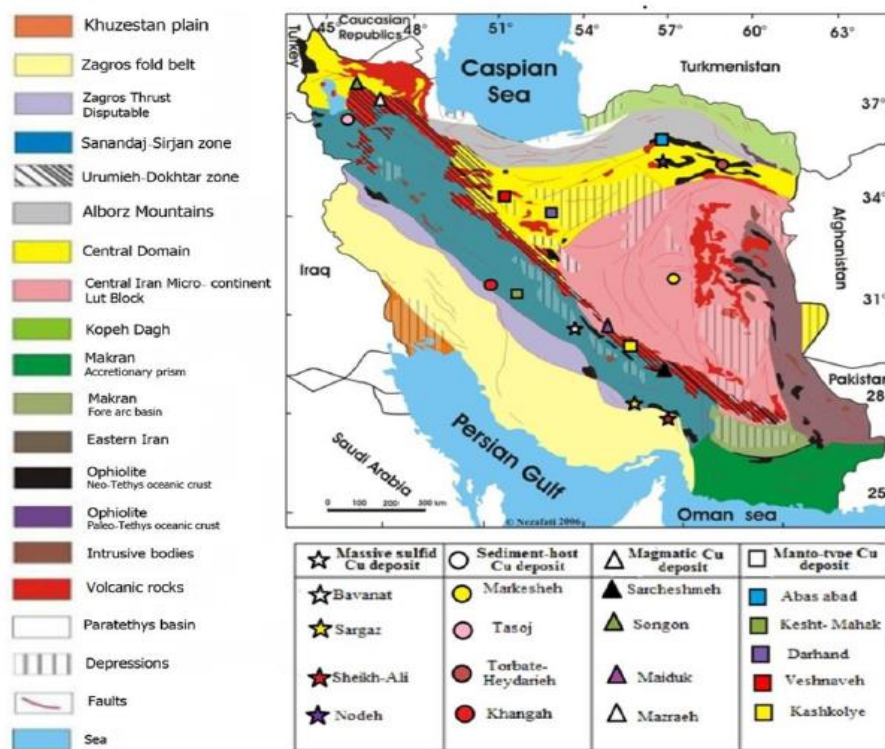 Khuzestan plain
Zagros fold belt
Zagros Thrust
Disputable
Sanandaj-Sirjan zone
Urumieh-Dokhtar zone
Alborz Mountains
Central Domain
Central Iran Micro- continent
Lut Block
Kopeh Dagh
Makran
Accretionary prism
Makran
Fore arc basin
Eastern Iran
Ophiolite
Neo-Tethys oceanic crust
Ophiolite
Paleo-Tethys oceanic crust
Intrusive bodies
Volcanic rocks
Paratethys basin
Depressions
Faults
Sea
45°
48°
51°
54°
57°
60°
63°
Turkey
Caucasian
Republics
Caspian
Sea
Turkmenistan
37°
34°
Afghanistan
Iraq
31°
Pakistan
28
Saudi Arabia
Persian Gulf
25
Oman sea
0 100 200 300 km
© Nezafati 2006
Massive sulfid
Cu deposit
Bavanat
Sargaz
Sheikh-Ali
Nodeh
Sediment-host
Cu deposit
Markesheh
Tasoj
Torbate-
Heydarieh
Khangah
Magmatic Cu
deposit
Sarcheshmeh
Songon
Maiduk
Mazraeh
Manto-type Cu
deposit
Abas abad
Kesht- Mahak
Darhand
Veshnaveh
Kashkolye